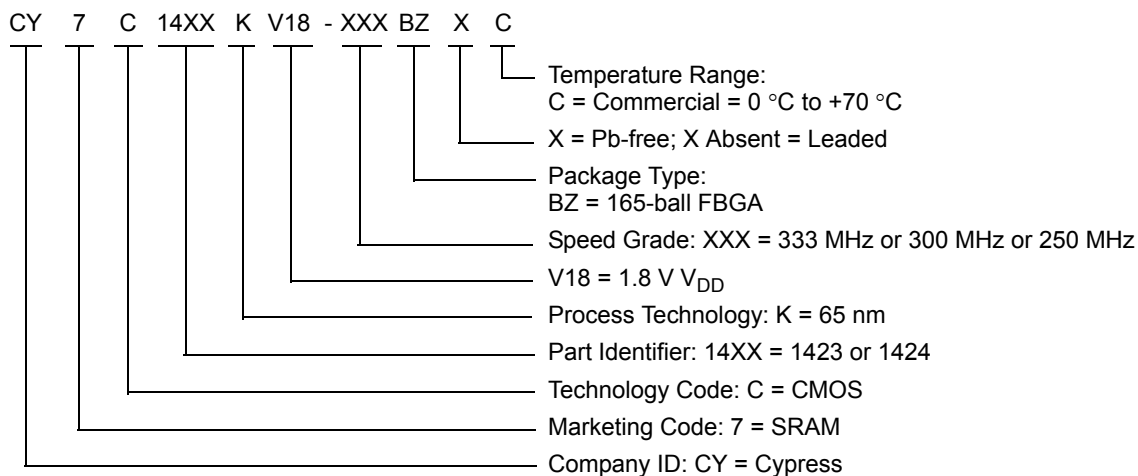 CY 7 C 14XX K V18 - XXX BZ X C
Temperature Range:
C = Commercial = 0 °C to +70 °C
X = Pb-free; X Absent = Leaded
Package Type:
BZ = 165-ball FBGA
Speed Grade: XXX = 333 MHz or 300 MHz or 250 MHz
V18 = 1.8 V VDD
Process Technology: K = 65 nm
Part Identifier: 14XX = 1423 or 1424
Technology Code: C = CMOS
Marketing Code: 7 = SRAM
Company ID: CY = Cypress